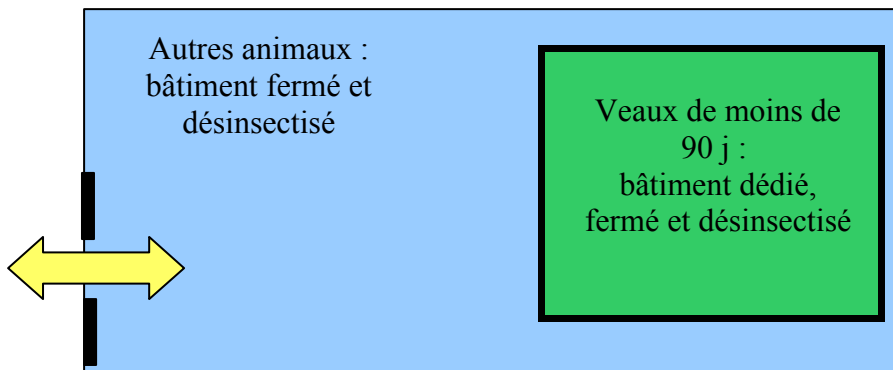 Autres animaux :
bâtiment fermé et
désinsectisé
Veaux de moins de
90 j :
bâtiment dédié,
fermé et désinsectisé